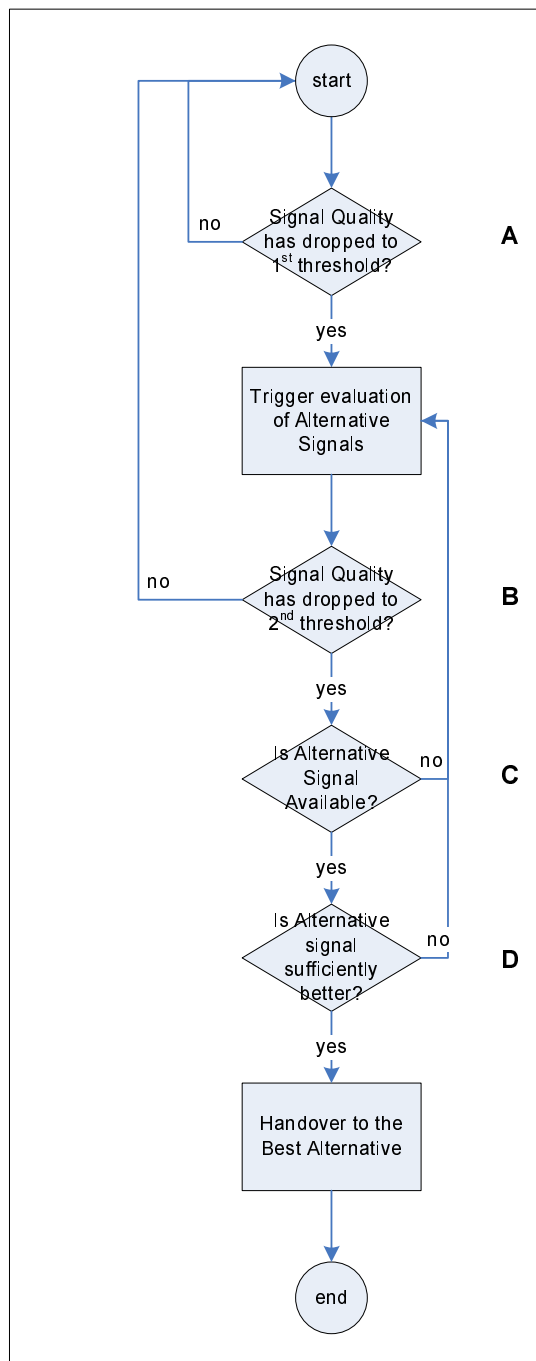 start
Signal Quality
has dropped to
1st threshold?
no
A
yes
Trigger evaluation
of Alternative
Signals
Signal Quality
has dropped to
2nd threshold?
no
B
yes
Is Alternative
Signal
Available?
no
C
yes
Is Alternative
signal
sufficiently
better?
no
D
yes
Handover to the
Best Alternative
end